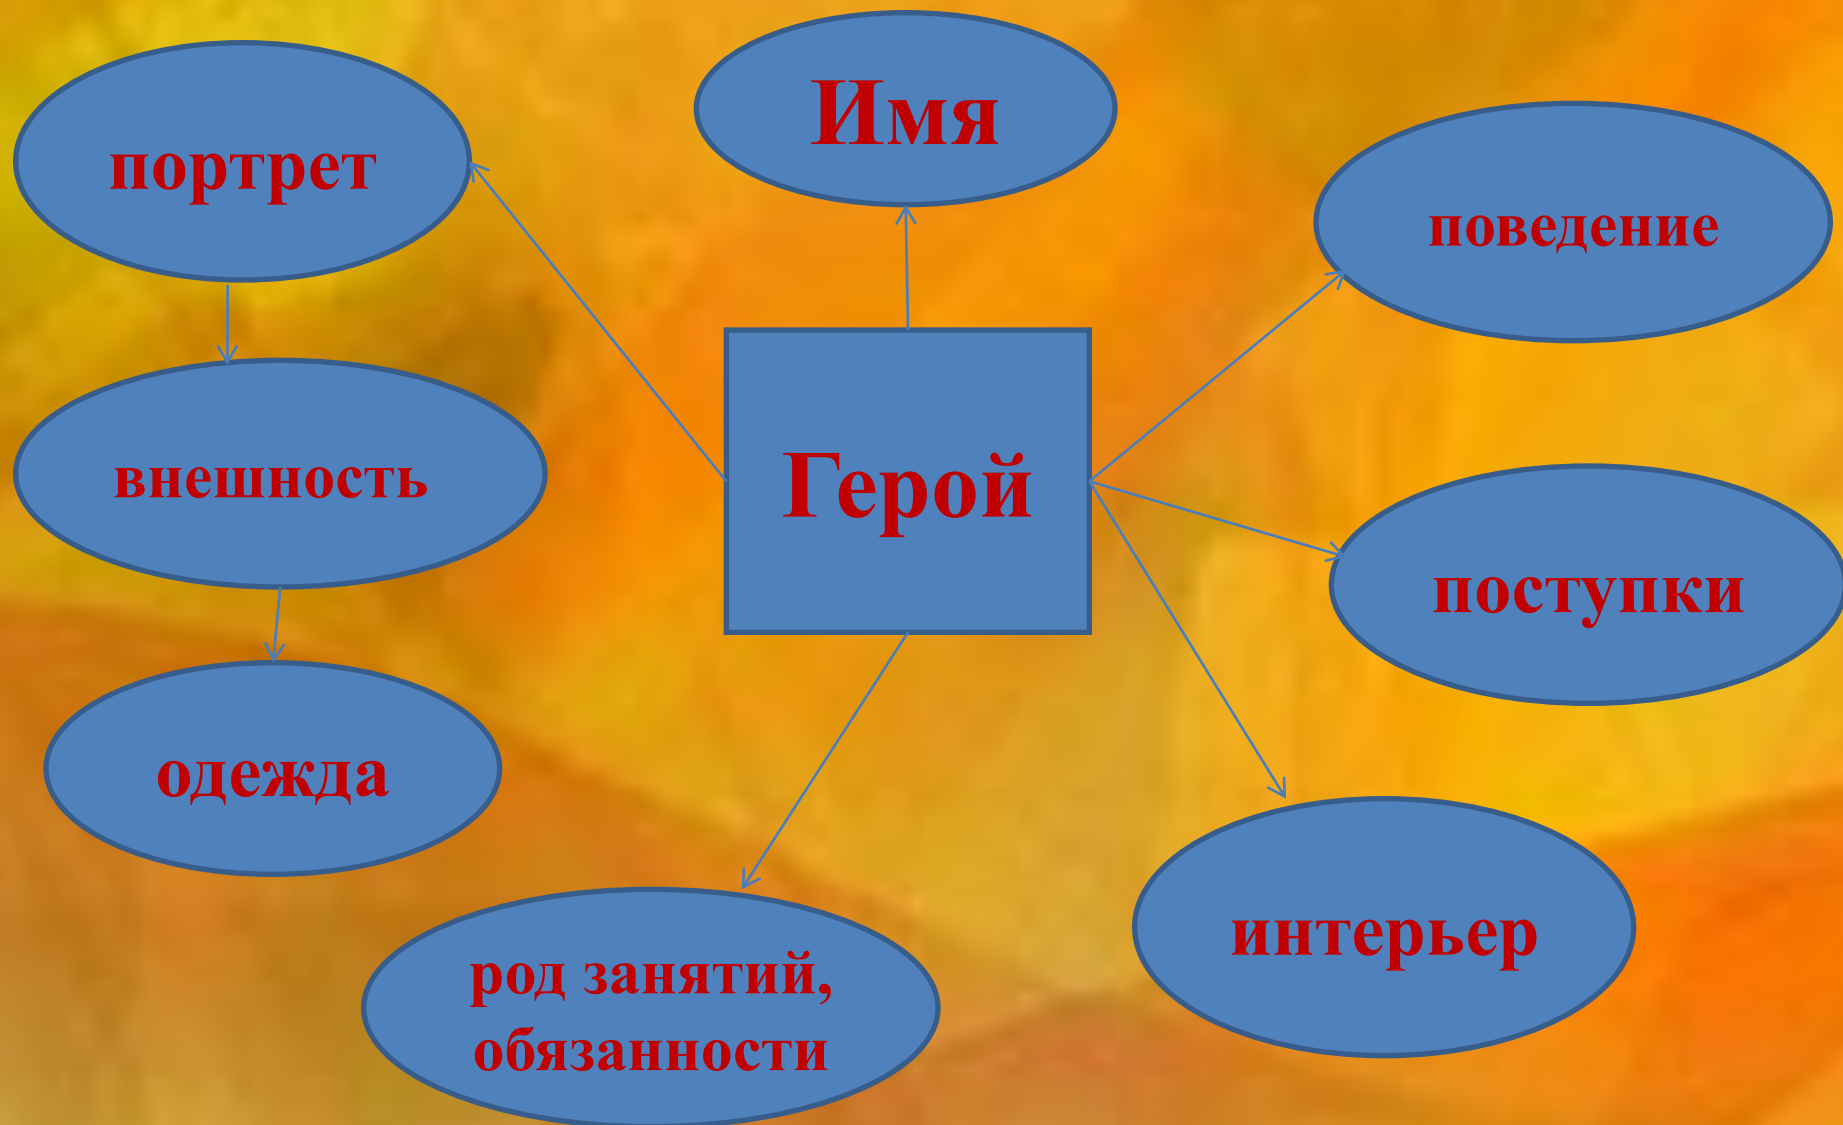 Имя
портрет
поведение
внешность
Герой
поступки
одежда
интерьер
род занятий,
обязанности